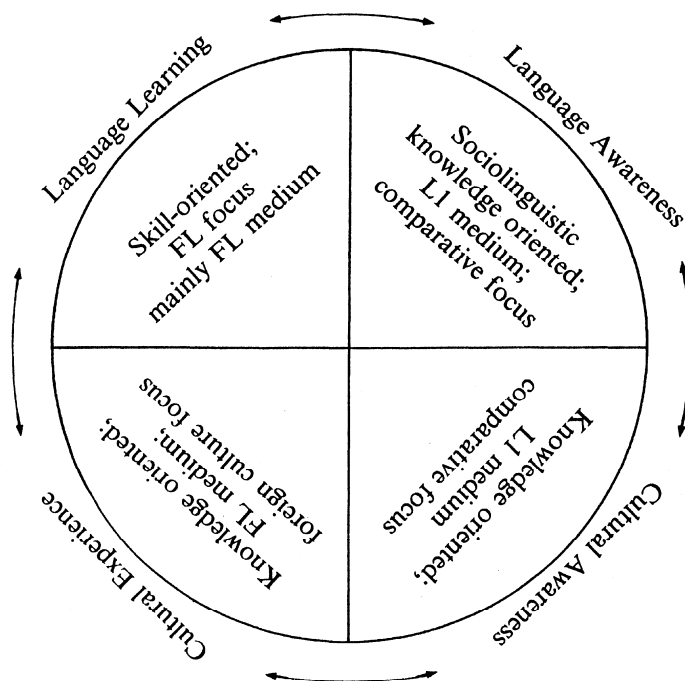 Language Learning
Skill-oriented;
FL focus
mainly FL medium
Language Awareness
Sociolinguistic
knowledge oriented;
L1 medium;
comparative focus
Cultural Experience
Knowledge oriented;
FL medium;
foreign culture focus
Cultural Awareness
Knowledge oriented;
L1 medium
comparative focus